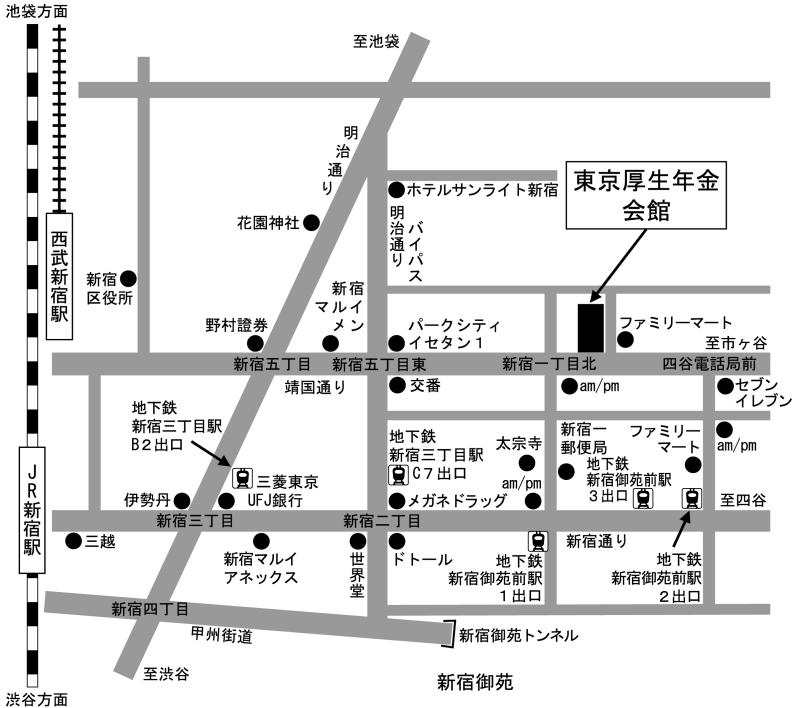 池袋方面
至池袋
明治通り
ホテルサンライト新宿
東京厚生年金
会館
明治通り
バイパス
花園神社
西武新宿駅
新宿
区役所
新宿
マルイ
メン
野村證券
パークシティ
イセタン1
ファミリーマート
至市ヶ谷
新宿五丁目
新宿五丁目東
新宿一丁目北
四谷電話局前
靖国通り
交番
am/pm
セブン
イレブン
地下鉄
新宿三丁目駅
B2出口
地下鉄
新宿三丁目駅
C7出口
太宗寺
新宿一
郵便局
ファミリー
マート
am/pm
三菱東京
UFJ銀行
am/pm
地下鉄
新宿御苑前駅
3出口
JR新宿駅
伊勢丹
メガネドラッグ
至四谷
新宿三丁目
新宿二丁目
三越
新宿マルイ
アネックス
世界堂
ドトール
新宿通り
地下鉄
新宿御苑前駅
1出口
地下鉄
新宿御苑前駅
2出口
新宿四丁目
甲州街道
新宿御苑トンネル
至渋谷
新宿御苑
渋谷方面